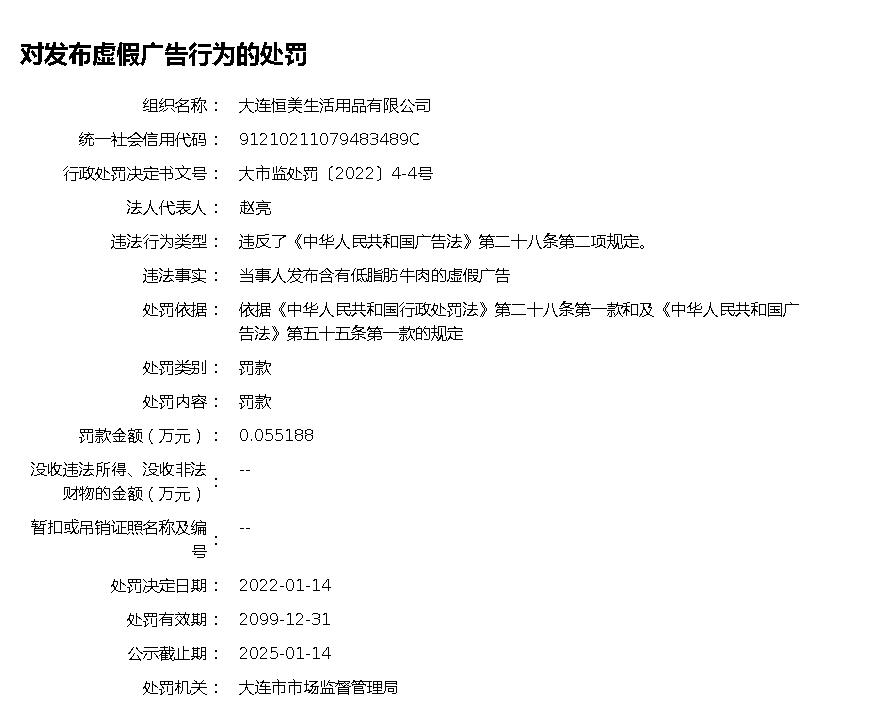 对发布虚假广告行为的处罚
组织名称： 大连恒美生活用品有限公司
统一社会信用代码： 91210211079483489C
行政处罚决定书文号： 大市监处罚〔2022〕4-4号
法人代表人： 赵亮
违法行为类型： 违反了《中华人民共和国广告法》第二十八条第二项规定。
违法事实： 当事人发布含有低脂肪牛肉的虚假广告
处罚依据： 依据《中华人民共和国行政处罚法》第二十八条第一款和及《中华人民共和国广
告法》第五十五条第一款的规定
处罚类别： 罚款
处罚内容： 罚款
罚款金额（万元）： 0.055188
没收违法所得、没收非法
财物的金额（万元）： --
暂扣或吊销证照名称及编
号： --
处罚决定日期： 2022-01-14
处罚有效期： 2099-12-31
公示截止期： 2025-01-14
处罚机关： 大连市市场监督管理局